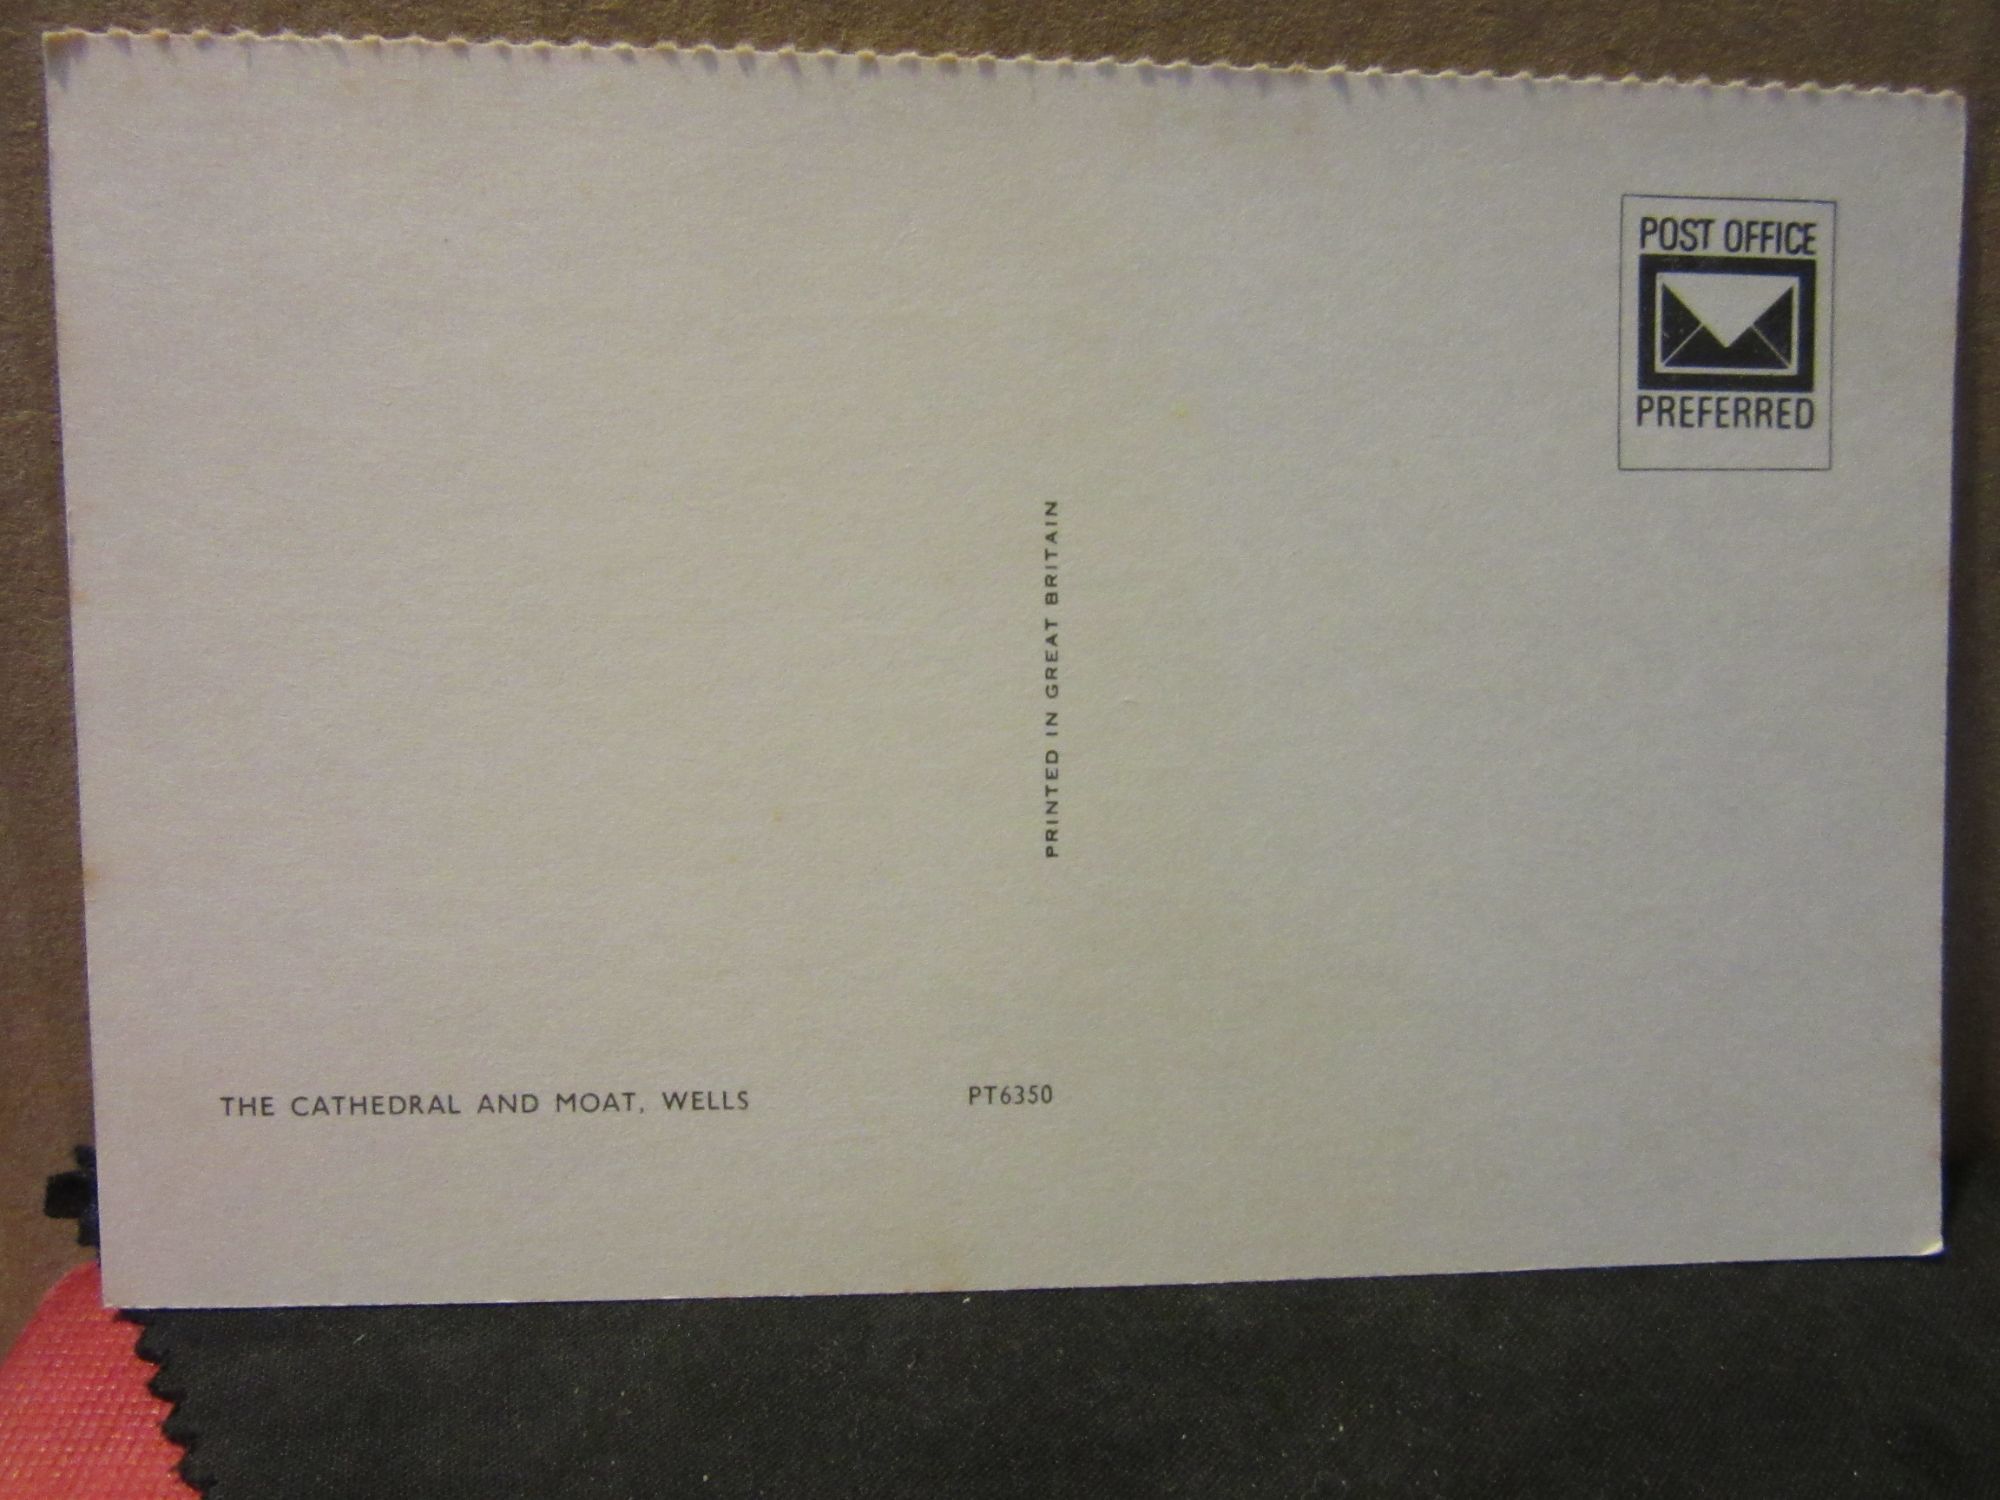 POST OFFICE
PREFERRED
PRINTED IN GREAT BRITAIN
THE CATHEDRAL AND MOAT, WELLS
PT6350